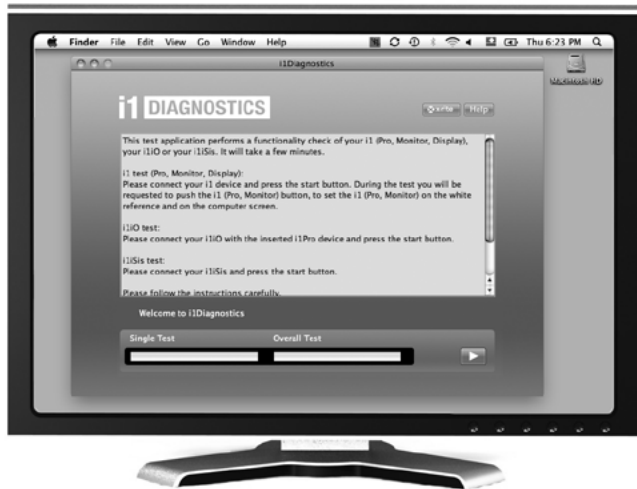 Finder File Edit View Go Window Help Thu 6:23 PM
i1Diagnostics
Macintosh HD
i1 DIAGNOSTICS
x-rite Help
This test application performs a functionality check of your i1 (Pro, Monitor, Display),
your i1iO or your i1iSis. It will take a few minutes.
i1 test (Pro, Monitor, Display):
Please connect your i1 device and press the start button. During the test you will be
requested to push the i1 (Pro, Monitor) button, to set the i1 (Pro, Monitor) on the white
reference and on the computer screen.
i1iO test:
Please connect your i1iO with the inserted i1Pro device and press the start button.
i1iSis test:
Please connect your i1iSis and press the start button.
Please follow the instructions carefully.
Welcome to i1Diagnostics
Single Test Overall Test